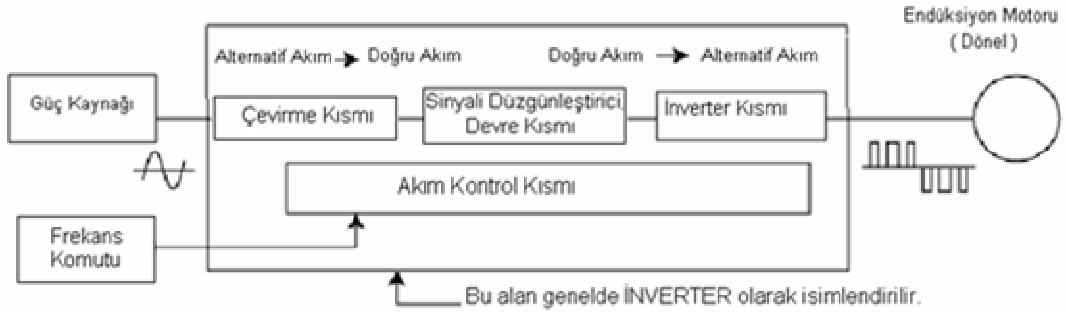 Endüksiyon Motoru
( Dönel )
Alternatif Akım Doğru Akım
Doğru Akım Alternatif Akım
Güç Kaynağı
Çevirme Kısmı
Sinyali Düzgünleştirici,
Devre Kısmı
İnverter Kısmı
Akım Kontrol Kısmı
Frekans
Komutu
Bu alan genelde İNVERTER olarak isimlendirilir.